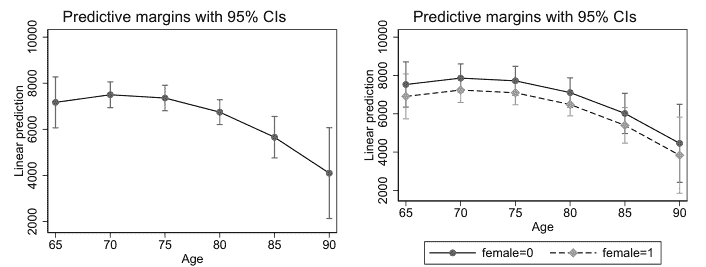 Predictive margins with 95% CIs
Linear prediction
10000
8000
6000
4000
2000
65 70 75 80 85 90
Age
Predictive margins with 95% CIs
Linear prediction
10000
8000
6000
4000
2000
65 70 75 80 85 90
Age
female=0 female=1